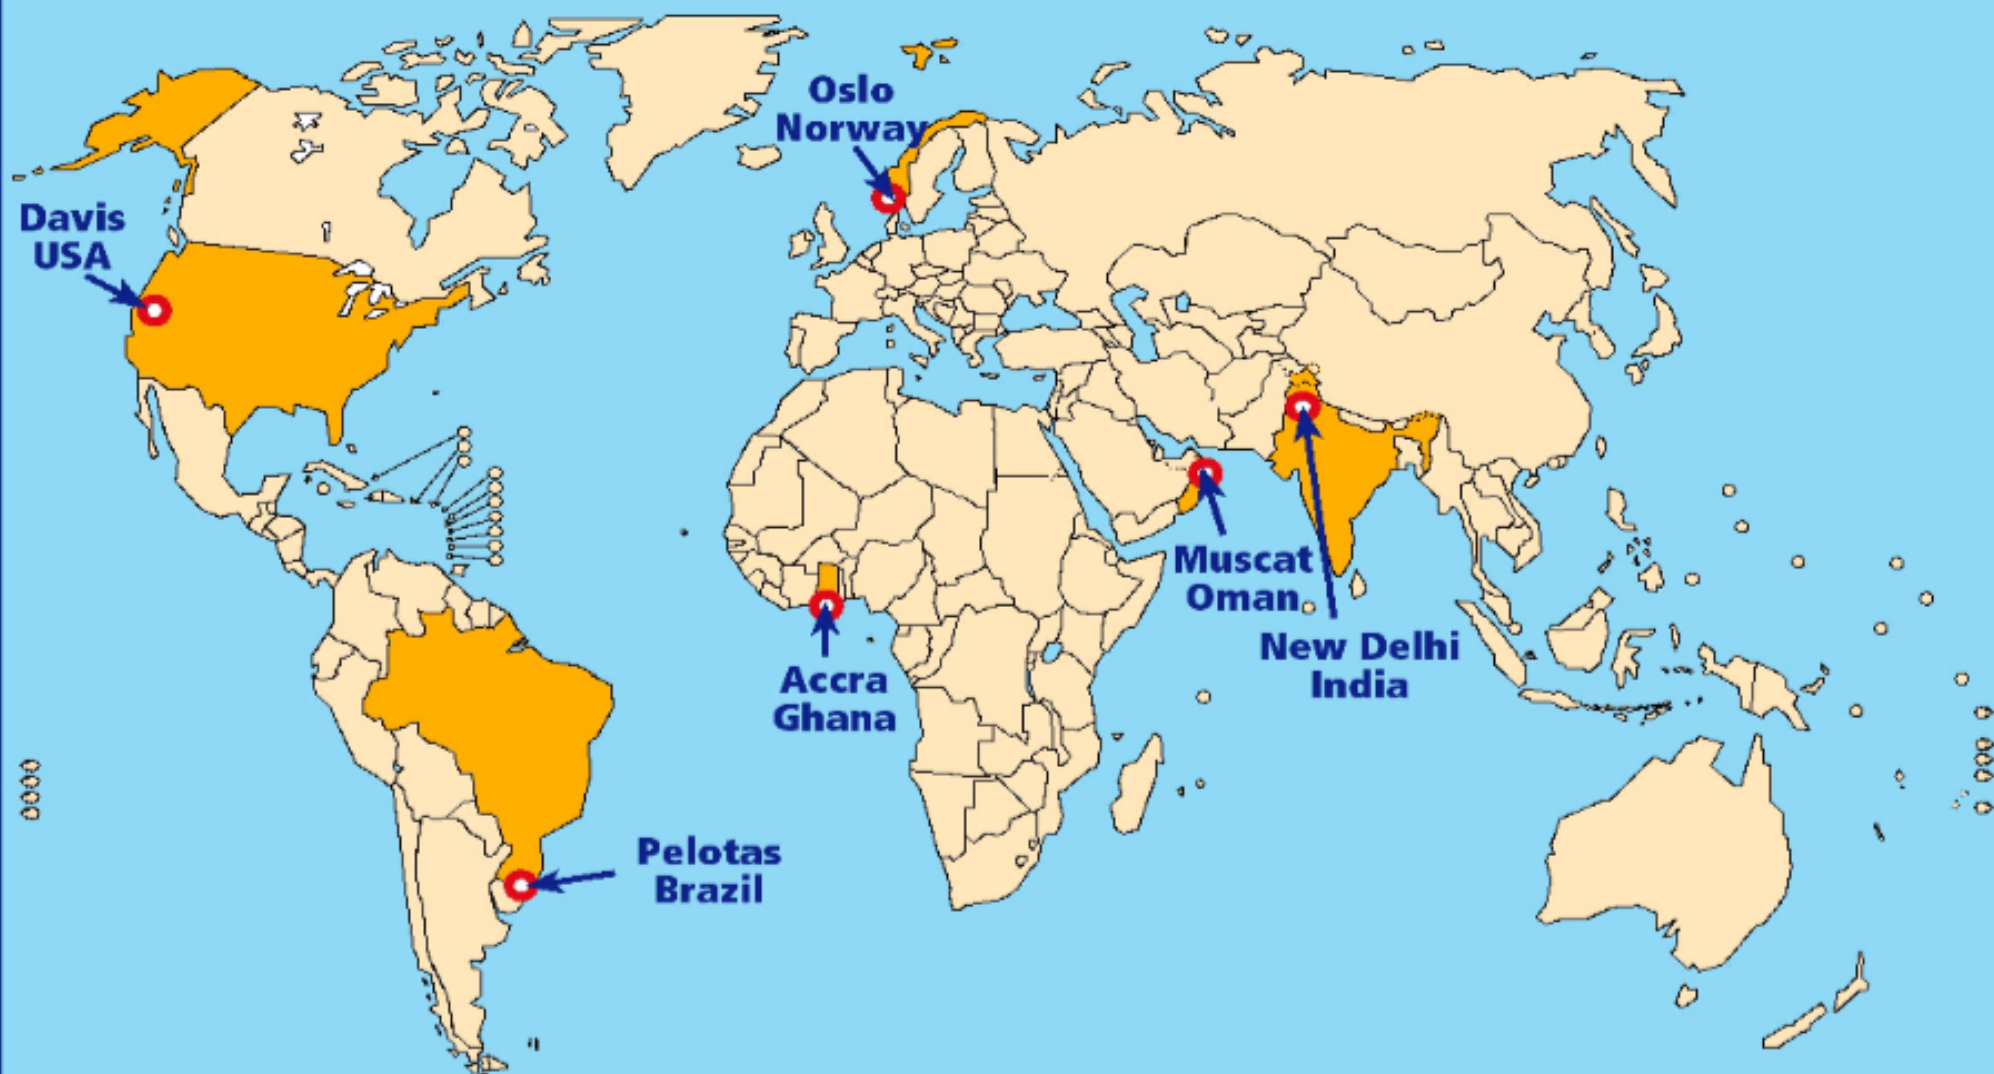 Oslo
Norway
Davis
USA
Muscat
Oman
New Delhi
India
Accra
Ghana
Pelotas
Brazil